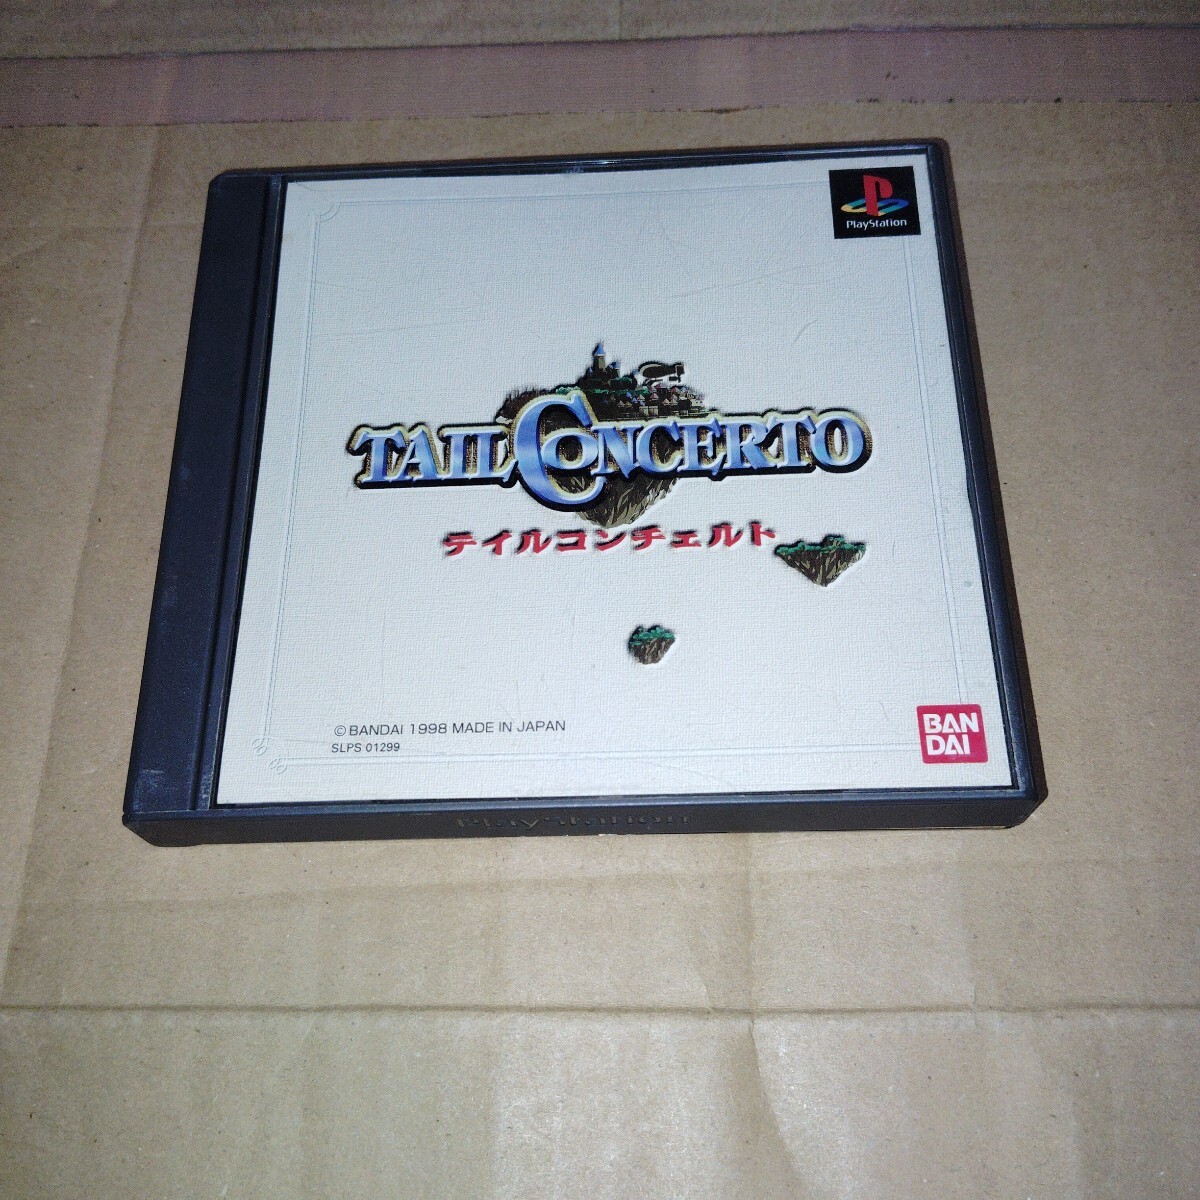 PlayStation
TAIL CONCERTO
テイルコンチェルト
© BANDAI 1998 MADE IN JAPAN
SLPS 01299
BAN
DAI
PlayStation